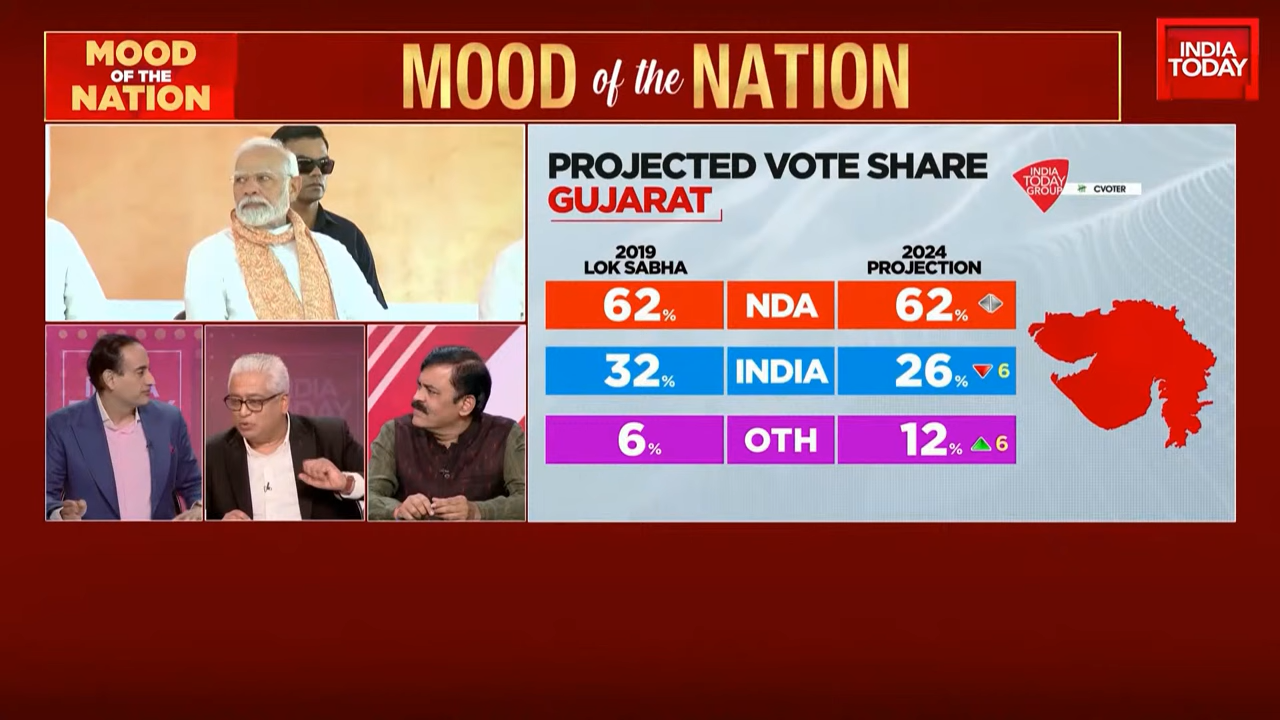 MOOD
OF THE
NATION
MOOD of the NATION
INDIA
TODAY
PROJECTED VOTE SHARE
GUJARAT
INDIA
TODAY
GROUP
CVOTER
2019
LOK SABHA
2024
PROJECTION
62% NDA 62%
32% INDIA 26% 6
6% OTH 12% 6